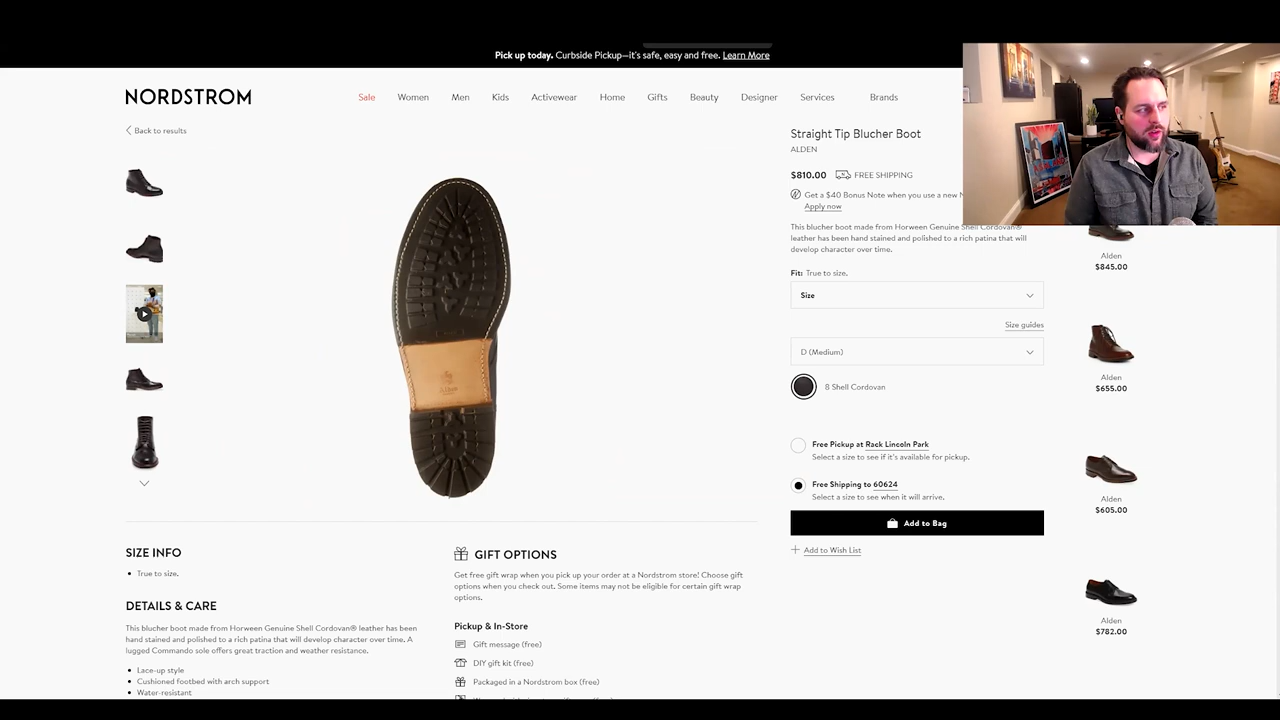 Pick up today. Curbside Pickup—it's safe, easy and free. Learn More
NORDSTROM
Sale
Women
Men
Kids
Activewear
Home
Gifts
Beauty
Designer
Services
Brands
Back to results
Straight Tip Blucher Boot
ALDEN
$810.00
FREE SHIPPING
Get a $40 Bonus Note when you use a new
Apply now
This blucher boot made from Horween Genuine Shell Cordovan®
leather has been hand stained and polished to a rich patina that will
develop character over time.
Fit: True to size.
Size
Size guides
D (Medium)
8 Shell Cordovan
Free Pickup at Rack Lincoln Park
Select a size to see if it's available for pickup.
Free Shipping to 60624
Select a size to see when it will arrive.
Add to Bag
Add to Wish List
Alden
$845.00
Alden
$655.00
Alden
$605.00
Alden
$782.00
SIZE INFO
True to size.
DETAILS & CARE
This blucher boot made from Horween Genuine Shell Cordovan® leather has been
hand stained and polished to a rich patina that will develop character over time. A
lugged Commando sole offers great traction and weather resistance.
Lace-up style
Cushioned footbed with arch support
Water-resistant
GIFT OPTIONS
Get free gift wrap when you pick up your order at a Nordstrom store! Choose gift
options when you check out. Some items may not be eligible for certain gift wrap
options.
Pickup & In-Store
Gift message (free)
DIY gift kit (free)
Packaged in a Nordstrom box (free)